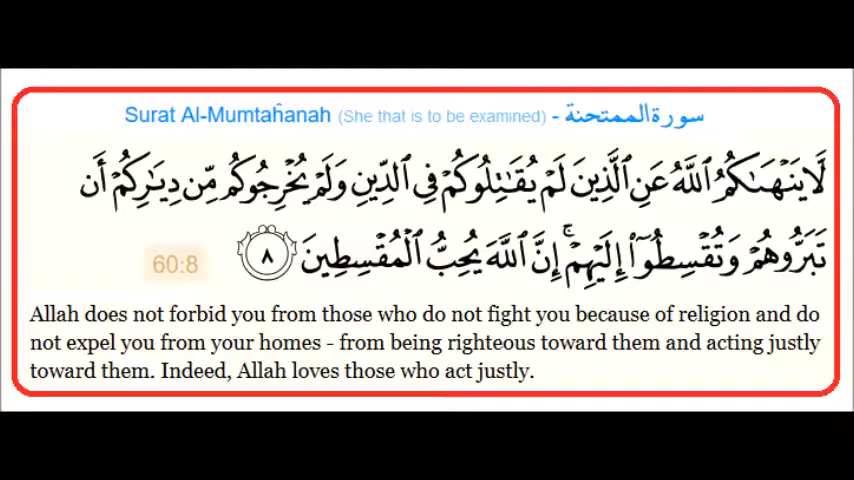 Surat Al-Mumtaĥanah (She that is to be examined) - سورة الممتحنة
لَّا يَنْهَىٰكُمُ ٱللَّهُ عَنِ ٱلَّذِينَ لَمْ يُقَـٰتِلُوكُمْ فِى ٱلدِّينِ وَلَمْ يُخْرِجُوكُم مِّن دِيَـٰرِكُمْ أَن
تَبَرُّوهُمْ وَتُقْسِطُوٓا۟ إِلَيْهِمْ ۚ إِنَّ ٱللَّهَ يُحِبُّ ٱلْمُقْسِطِينَ ٨
60:8
Allah does not forbid you from those who do not fight you because of religion and do
not expel you from your homes - from being righteous toward them and acting justly
toward them. Indeed, Allah loves those who act justly.